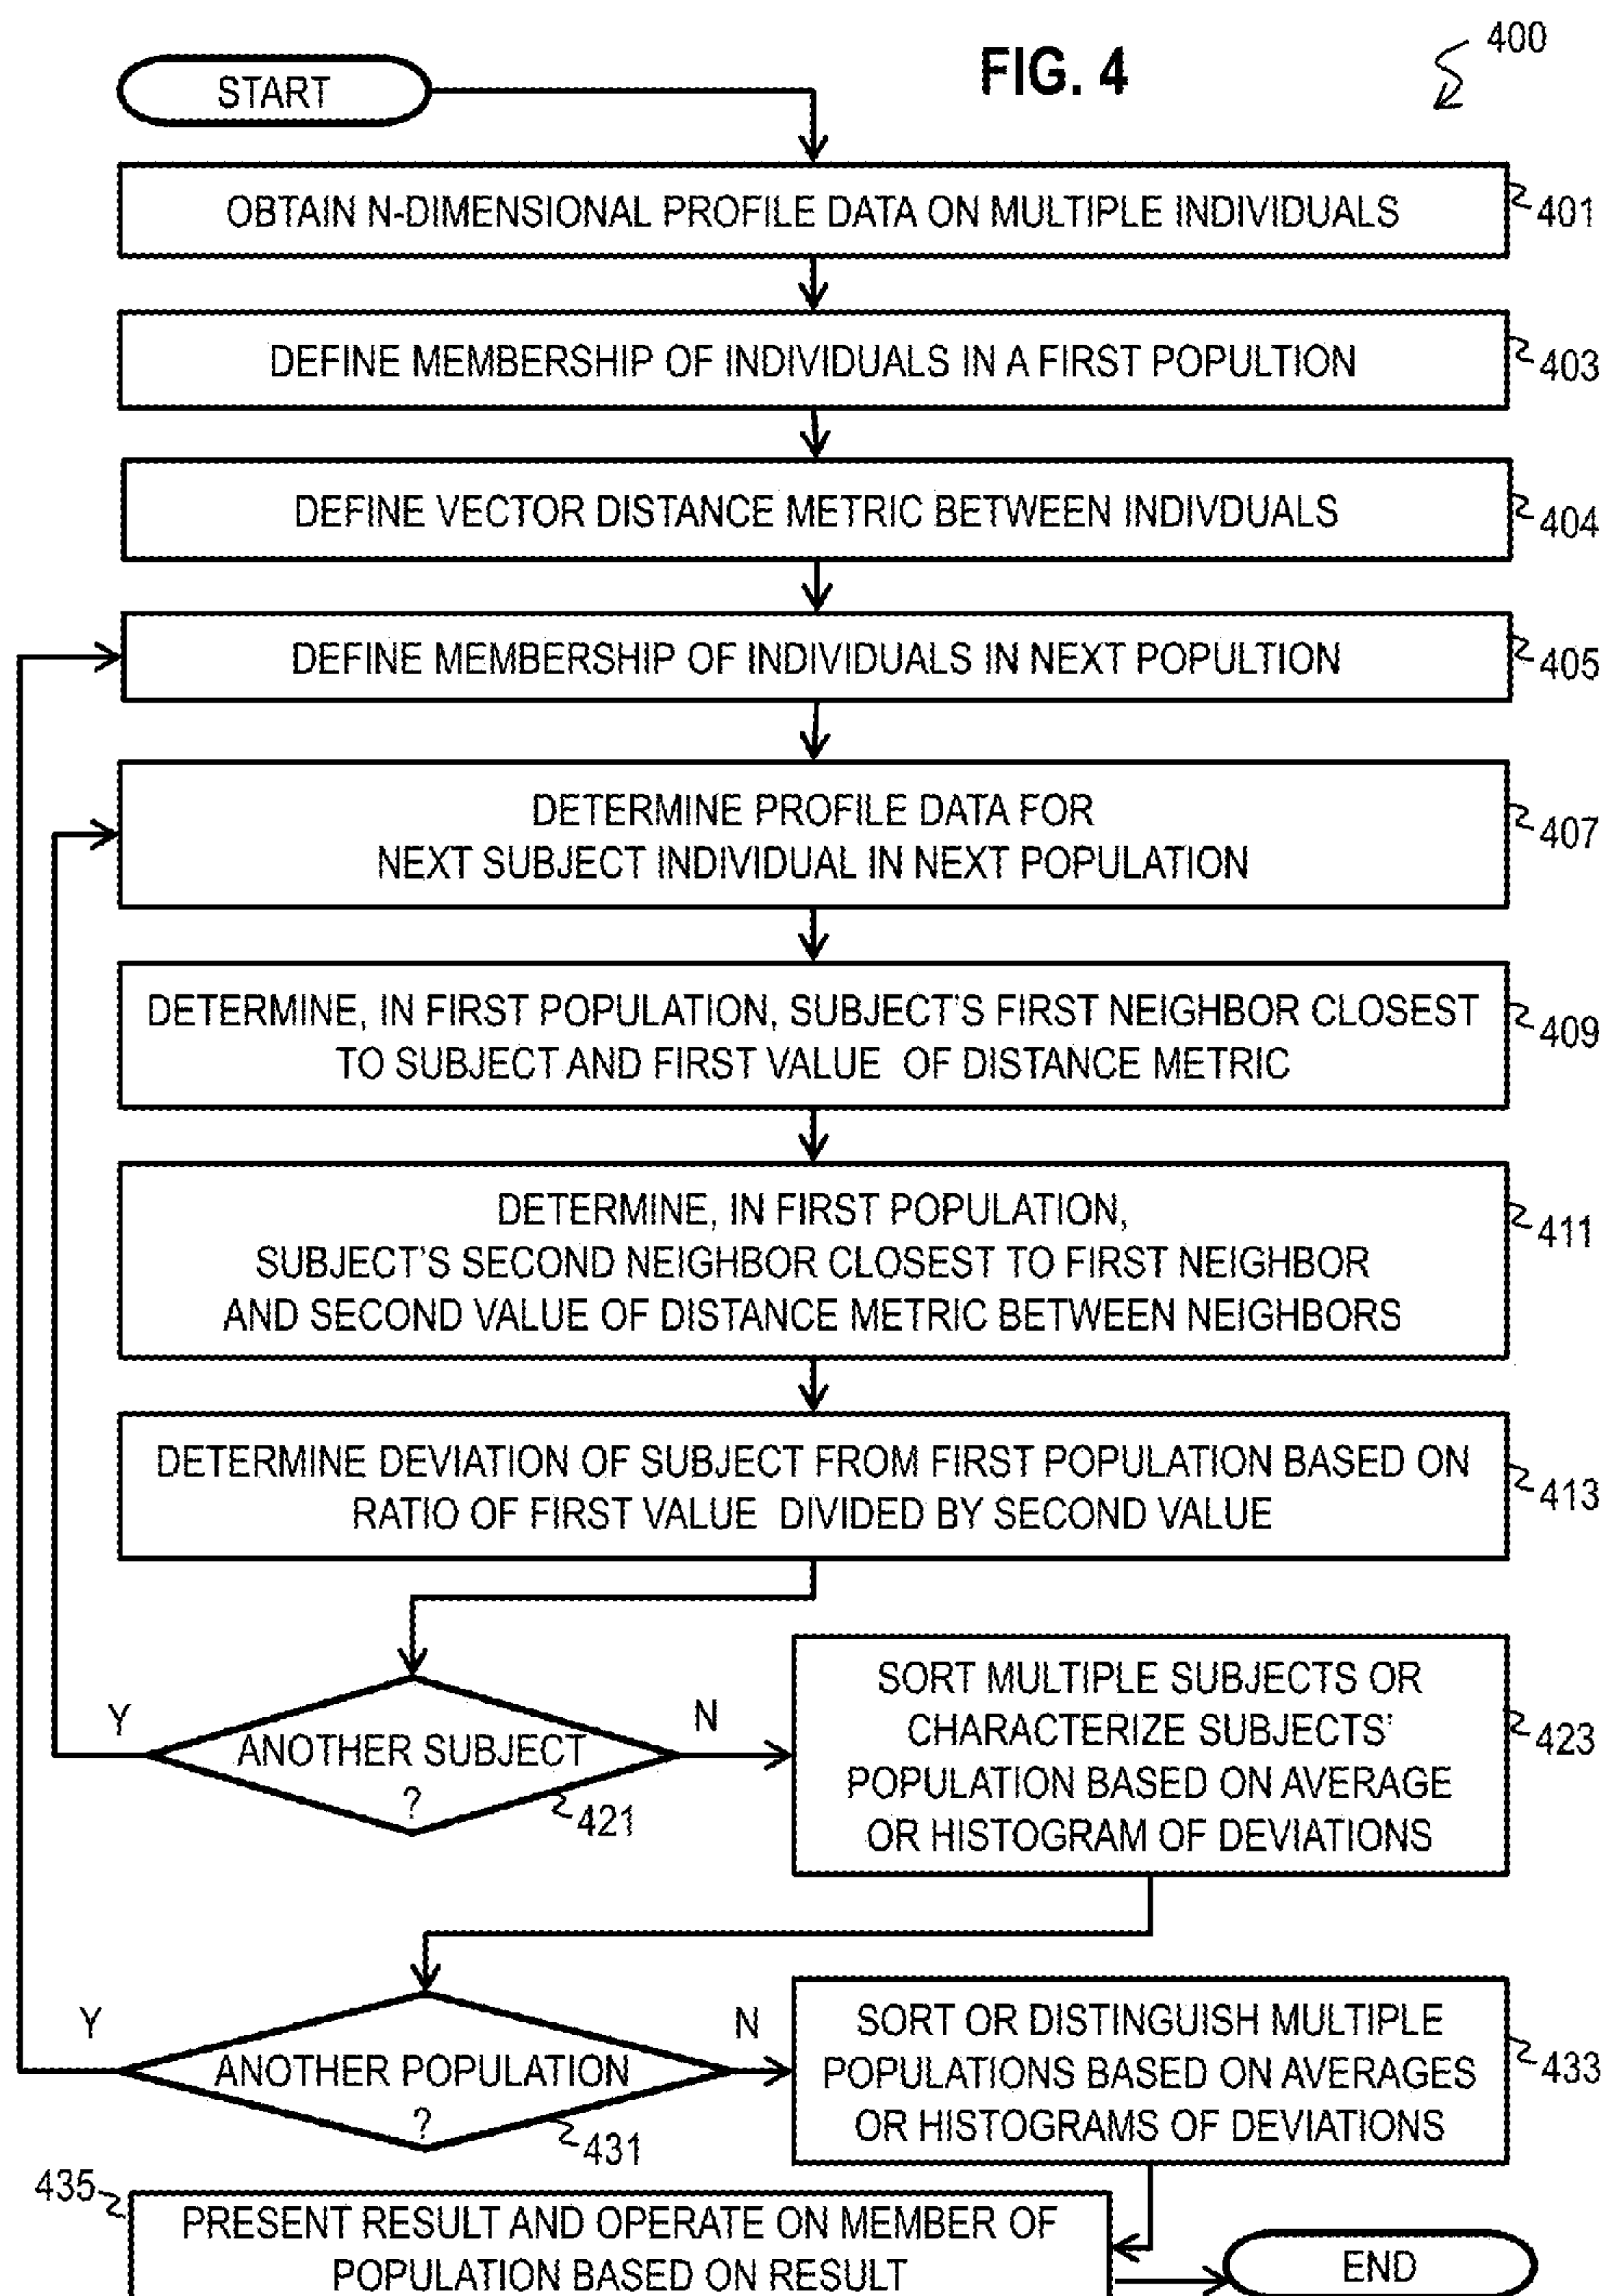 FIG. 4
400
START
OBTAIN N-DIMENSIONAL PROFILE DATA ON MULTIPLE INDIVIDUALS
401
DEFINE MEMBERSHIP OF INDIVIDUALS IN A FIRST POPULTION
403
DEFINE VECTOR DISTANCE METRIC BETWEEN INDIVDUALS
404
DEFINE MEMBERSHIP OF INDIVIDUALS IN NEXT POPULTION
405
DETERMINE PROFILE DATA FOR
NEXT SUBJECT INDIVIDUAL IN NEXT POPULATION
407
DETERMINE, IN FIRST POPULATION, SUBJECT'S FIRST NEIGHBOR CLOSEST
TO SUBJECT AND FIRST VALUE OF DISTANCE METRIC
409
DETERMINE, IN FIRST POPULATION,
SUBJECT'S SECOND NEIGHBOR CLOSEST TO FIRST NEIGHBOR
AND SECOND VALUE OF DISTANCE METRIC BETWEEN NEIGHBORS
411
DETERMINE DEVIATION OF SUBJECT FROM FIRST POPULATION BASED ON
RATIO OF FIRST VALUE DIVIDED BY SECOND VALUE
413
Y
ANOTHER SUBJECT
?
421
N
SORT MULTIPLE SUBJECTS OR
CHARACTERIZE SUBJECTS'
POPULATION BASED ON AVERAGE
OR HISTOGRAM OF DEVIATIONS
423
Y
ANOTHER POPULATION
?
431
N
SORT OR DISTINGUISH MULTIPLE
POPULATIONS BASED ON AVERAGES
OR HISTOGRAMS OF DEVIATIONS
433
435
PRESENT RESULT AND OPERATE ON MEMBER OF
POPULATION BASED ON RESULT
END